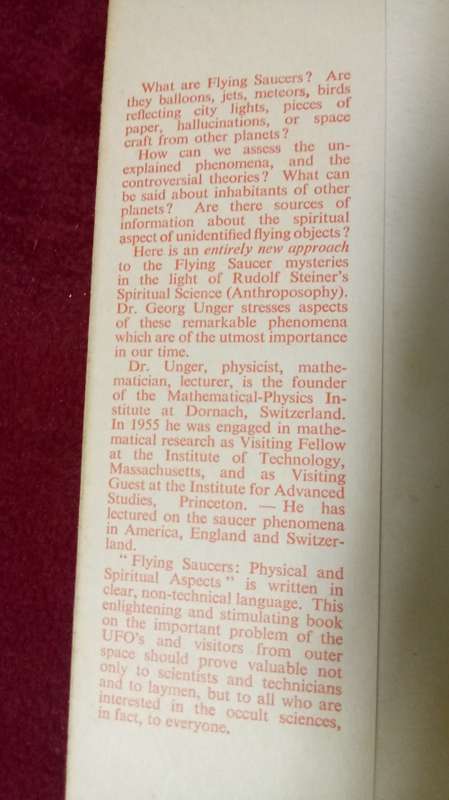 What are Flying Saucers? Are
they balloons, jets, meteors, birds
reflecting city lights, pieces of
paper, hallucinations, or space
craft from other planets?
How can we assess the un-
explained phenomena, and the
controversial theories? What can
be said about inhabitants of other
planets? Are there sources of
information about the spiritual
aspect of unidentified flying objects?
Here is an entirely new approach
to the Flying Saucer mysteries
in the light of Rudolf Steiner's
Spiritual Science (Anthroposophy).
Dr. Georg Unger stresses aspects
of these remarkable phenomena
which are of the utmost importance
in our time.
Dr. Unger, physicist, mathe-
matician, lecturer, is the founder
of the Mathematical-Physics In-
stitute at Dornach, Switzerland.
In 1955 he was engaged in mathe-
matical research as Visiting Fellow
at the Institute of Technology,
Massachusetts, and as Visiting
Guest at the Institute for Advanced
Studies, Princeton. — He has
lectured on the saucer phenomena
in America, England and Switzer-
land.
"Flying Saucers: Physical and
Spiritual Aspects" is written in
clear, non-technical language. This
enlightening and stimulating book
on the important problem of the
UFO's and visitors from outer
space should prove valuable not
only to scientists and technicians
and to laymen, but to all who are
interested in the occult sciences,
in fact, to everyone.